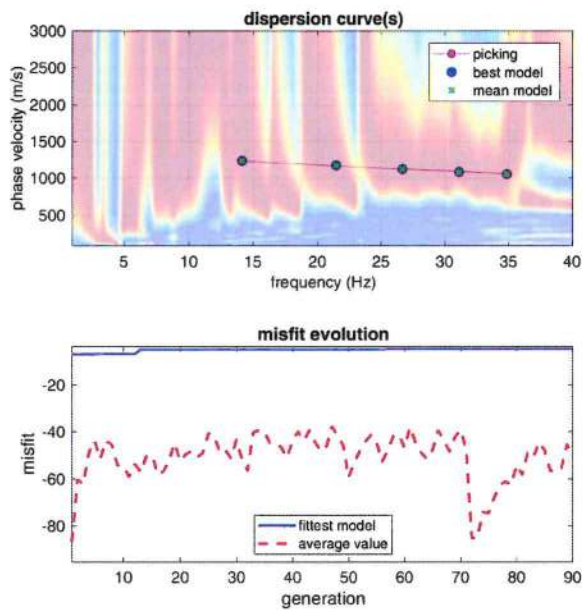 dispersion curve(s)
3000
2500
2000
1500
1000
500
phase velocity (m/s)
picking
best model
mean model
5 10 15 20 25 30 35 40
frequency (Hz)
misfit evolution
-20
-40
-60
-80
misfit
fittest model
average value
10 20 30 40 50 60 70 80 90
generation